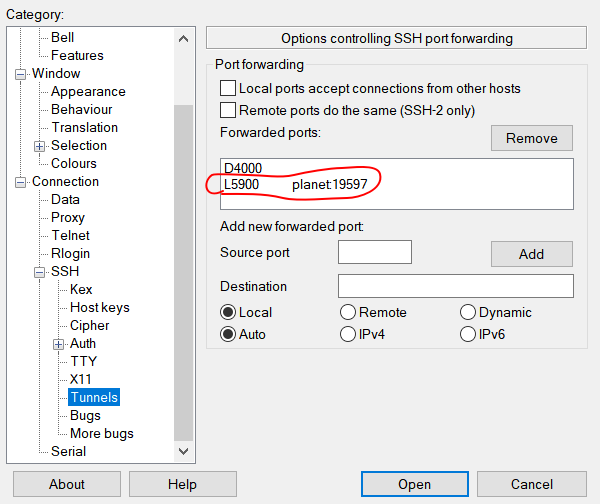 Category:
Bell
Features
Window
Appearance
Behaviour
Translation
Selection
Colours
Connection
Data
Proxy
Telnet
Rlogin
SSH
Kex
Host keys
Cipher
Auth
TTY
X11
Tunnels
Bugs
More bugs
Serial
Options controlling SSH port forwarding
Port forwarding
Local ports accept connections from other hosts
Remote ports do the same (SSH-2 only)
Forwarded ports:
Remove
D4000
L5900 planet:19597
Add new forwarded port:
Source port
Add
Destination
Local Remote Dynamic
Auto IPv4 IPv6
About Help Open Cancel